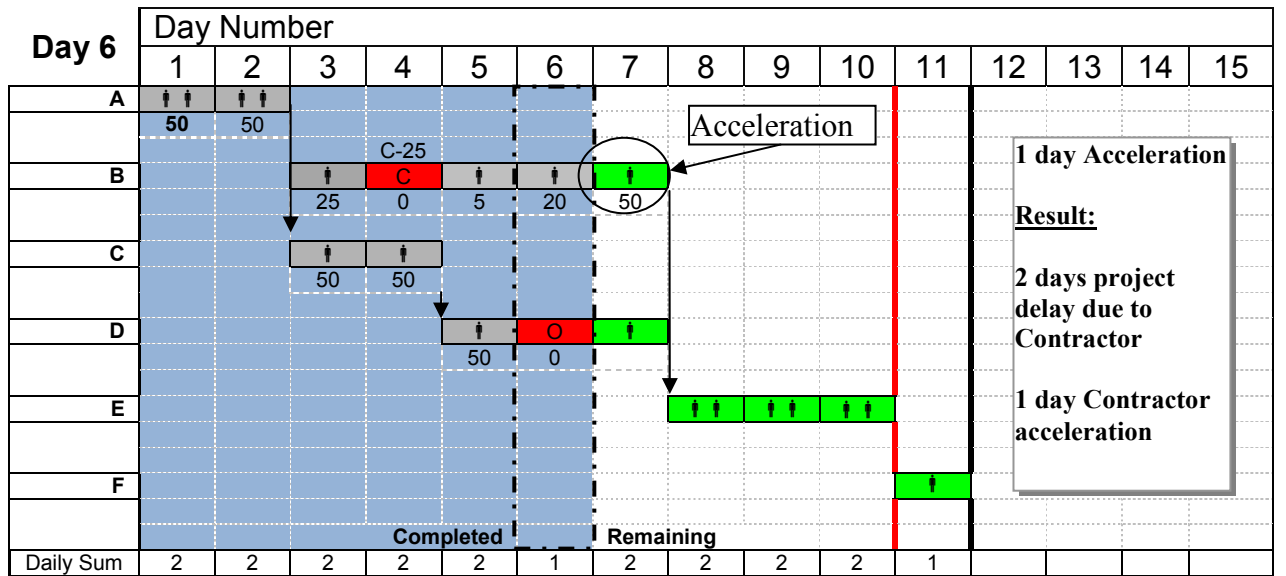 Day 6
Day Number
1 2 3 4 5 6 7 8 9 10 11 12 13 14 15
A
50 50
Acceleration
C-25
B C
25 0 5 20 50
C
50 50
D O
50 0
E
F
Completed Remaining
Daily Sum 2 2 2 2 2 1 2 2 2 2 1
1 day Acceleration
Result:
2 days project
delay due to
Contractor
1 day Contractor
acceleration